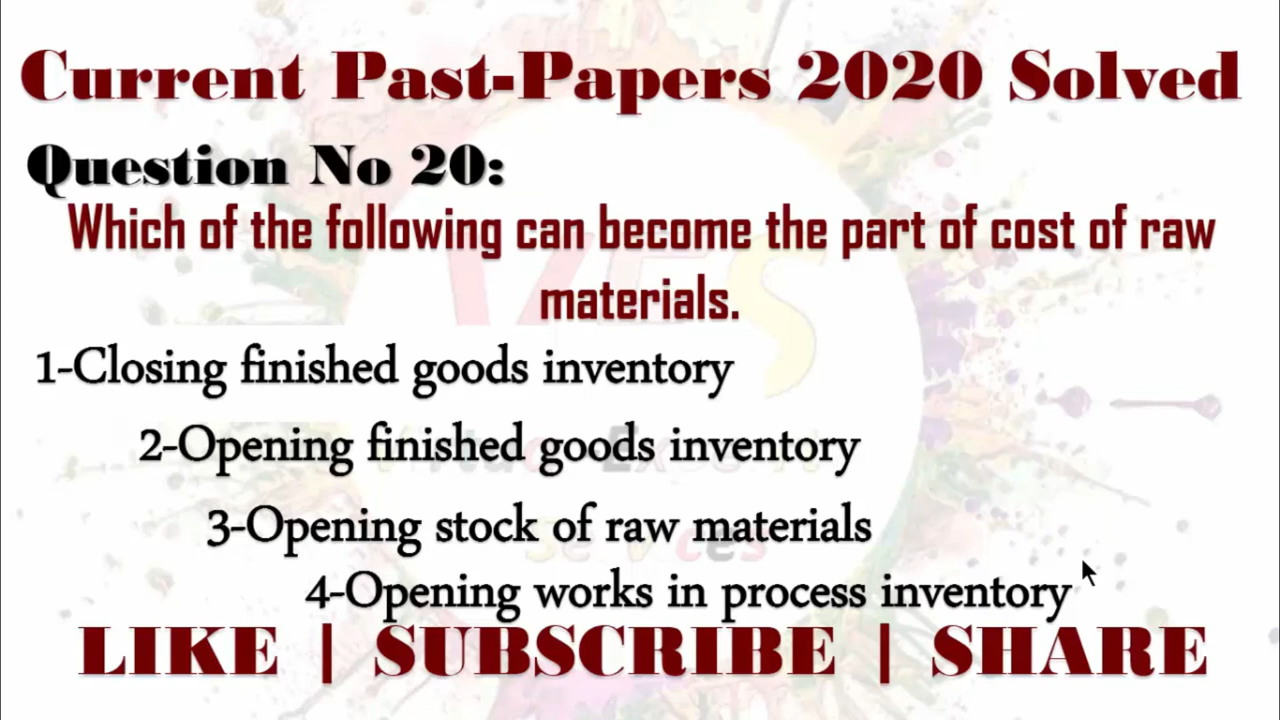 Current Past-Papers 2020 Solved
Question No 20:
Which of the following can become the part of cost of raw
materials.
1-Closing finished goods inventory
2-Opening finished goods inventory
3-Opening stock of raw materials
4-Opening works in process inventory
LIKE | SUBSCRIBE | SHARE